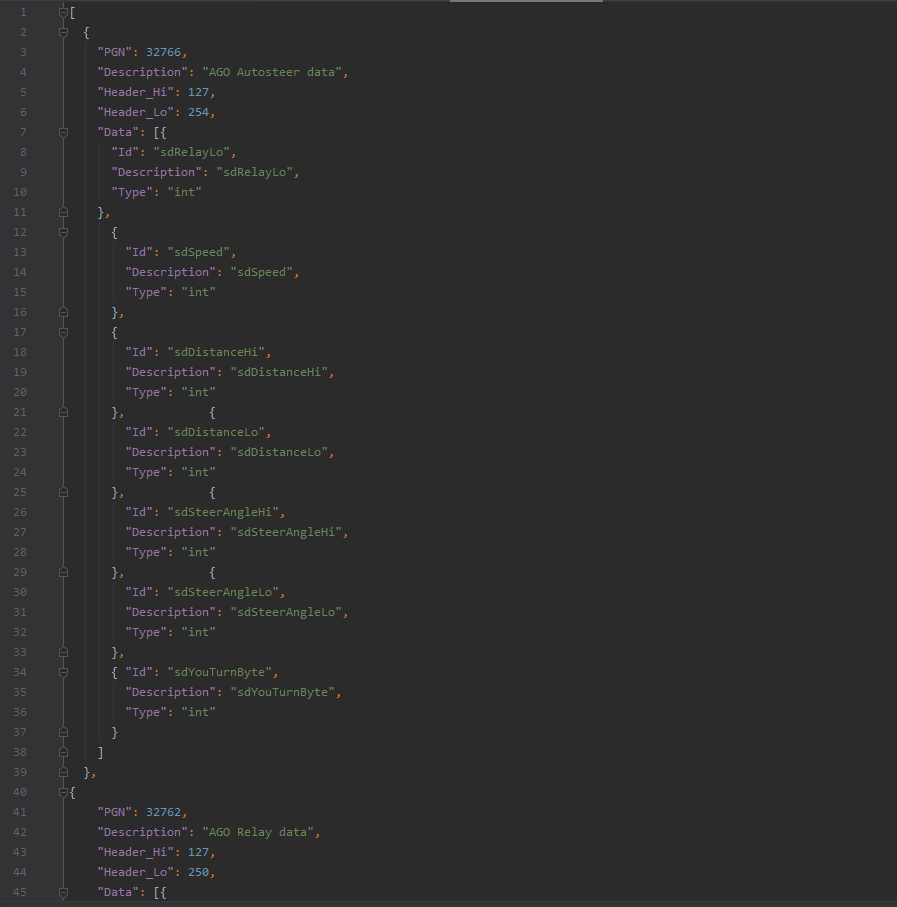 1 [
2   {
3     "PGN": 32766,
4     "Description": "AGO Autosteer data",
5     "Header_Hi": 127,
6     "Header_Lo": 254,
7     "Data": [{
8       "Id": "sdRelayLo",
9       "Description": "sdRelayLo",
10       "Type": "int"
11     },
12       {
13         "Id": "sdSpeed",
14         "Description": "sdSpeed",
15         "Type": "int"
16       },
17       {
18         "Id": "sdDistanceHi",
19         "Description": "sdDistanceHi",
20         "Type": "int"
21       },            {
22         "Id": "sdDistanceLo",
23         "Description": "sdDistanceLo",
24         "Type": "int"
25       },            {
26         "Id": "sdSteerAngleHi",
27         "Description": "sdSteerAngleHi",
28         "Type": "int"
29       },            {
30         "Id": "sdSteerAngleLo",
31         "Description": "sdSteerAngleLo",
32         "Type": "int"
33       },
34       { "Id": "sdYouTurnByte",
35         "Description": "sdYouTurnByte",
36         "Type": "int"
37       }
38     ]
39   },
40 {
41     "PGN": 32762,
42     "Description": "AGO Relay data",
43     "Header_Hi": 127,
44     "Header_Lo": 250,
45     "Data": [{